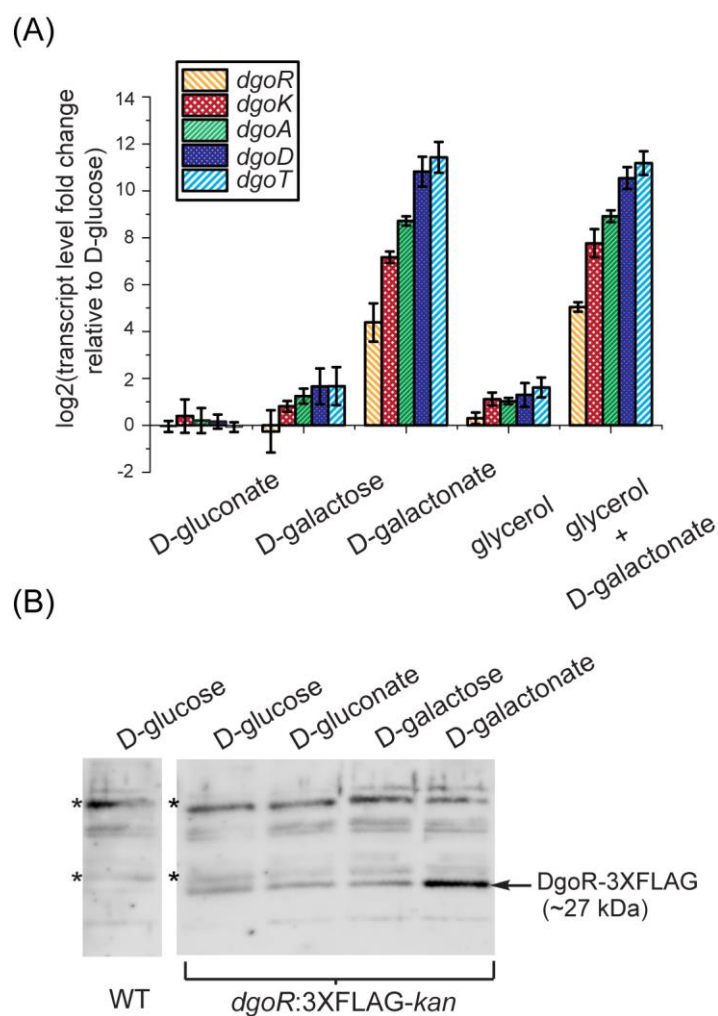 (A)
dgoR
dgoK
dgoA
dgoD
dgoT
log2(transcript level fold change
relative to D-glucose)
14
12
10
8
6
4
2
0
-2
D-gluconate
D-galactose
D-galactonate
glycerol
glycerol
+
D-galactonate
(B)
D-glucose
D-glucose
D-gluconate
D-galactose
D-galactonate
*
*
*
*
DgoR-3XFLAG
(~27 kDa)
WT
dgoR:3XFLAG-kan